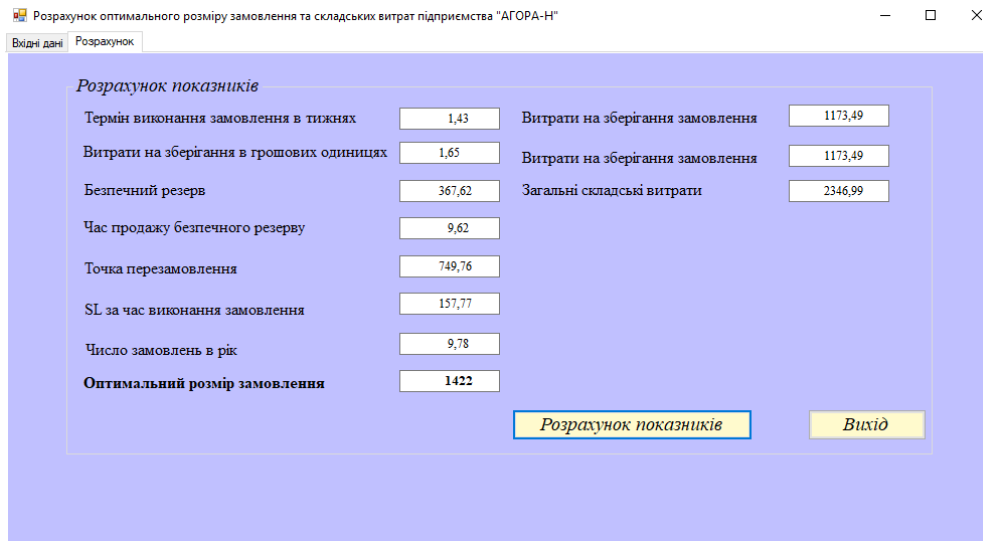 Розрахунок оптимального розміру замовлення та складських витрат підприємства "АГОРА-Н"
Вхідні дані Розрахунок
Розрахунок показників
Термін виконання замовлення в тижнях 1,43
Витрати на зберігання в грошових одиницях 1,65
Безпечний резерв 367,62
Час продажу безпечного резерву 9,62
Точка перезамовлення 749,76
SL за час виконання замовлення 157,77
Число замовлень в рік 9,78
Оптимальний розмір замовлення 1422
Витрати на зберігання замовлення 1173,49
Витрати на зберігання замовлення 1173,49
Загальні складські витрати 2346,99
Розрахунок показників Вихід